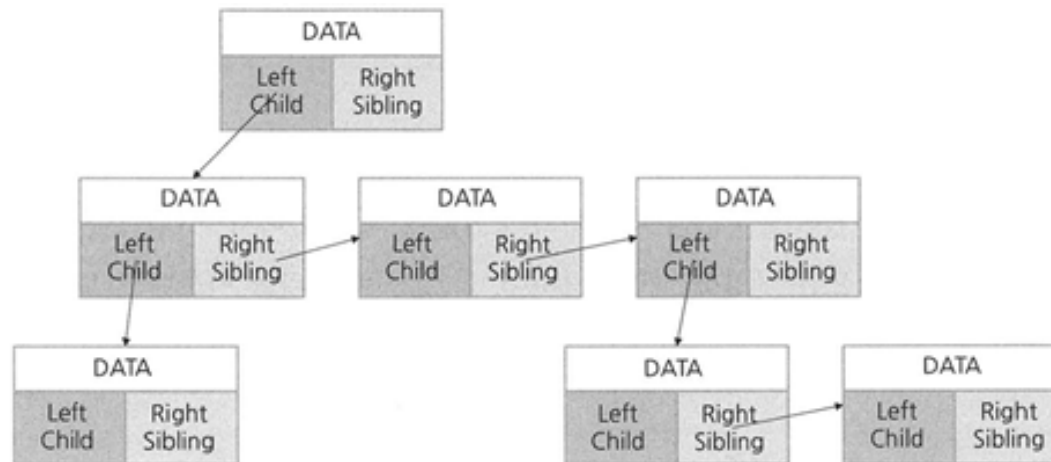 DATA
Left Right
Child Sibling
DATA DATA DATA
Left Right Left Right Left Right
Child Sibling Child Sibling Child Sibling
DATA DATA DATA
Left Right Left Right Left Right
Child Sibling Child Sibling Child Sibling